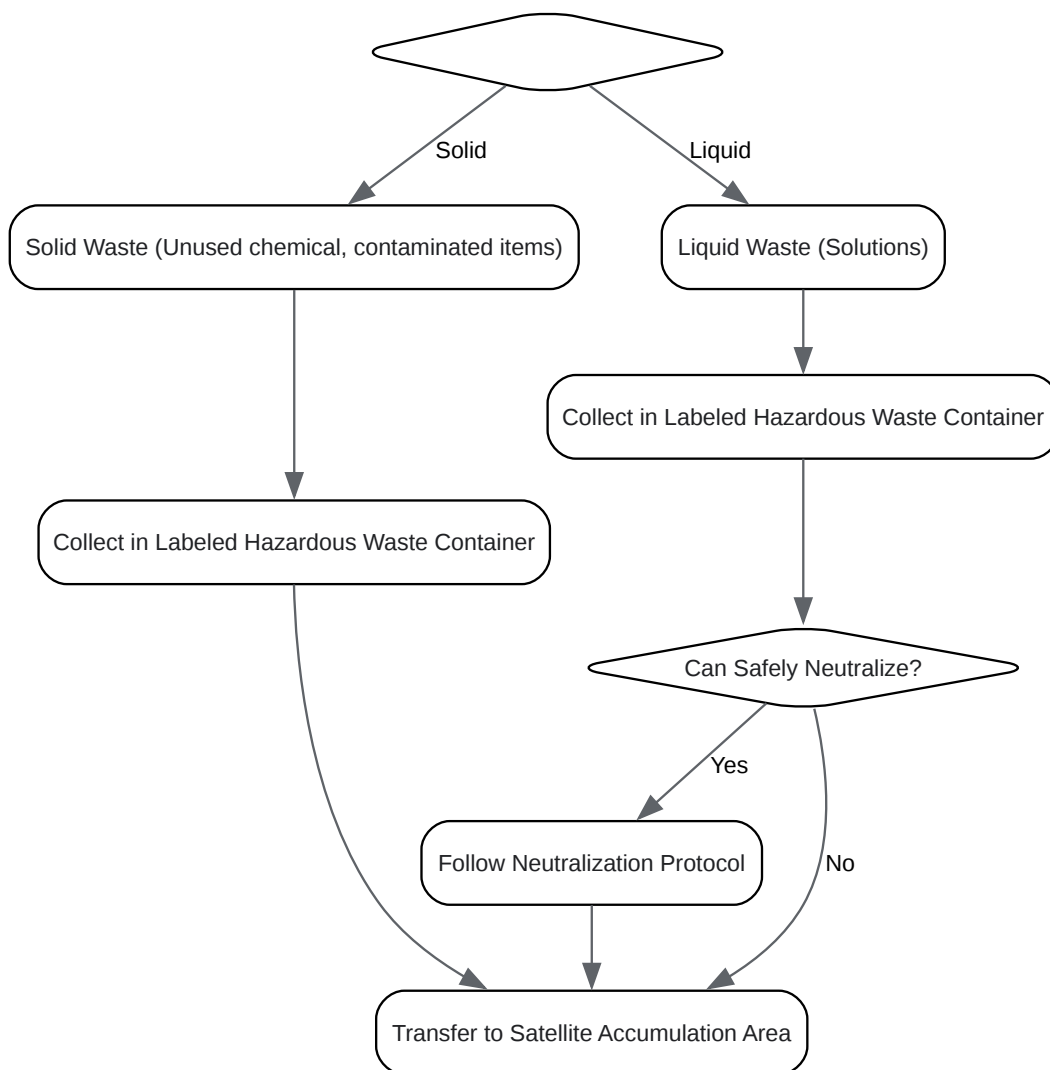 Solid
Liquid
Solid Waste (Unused chemical, contaminated items)
Liquid Waste (Solutions)
Collect in Labeled Hazardous Waste Container
Collect in Labeled Hazardous Waste Container
Can Safely Neutralize?
Yes
Follow Neutralization Protocol
No
Transfer to Satellite Accumulation Area